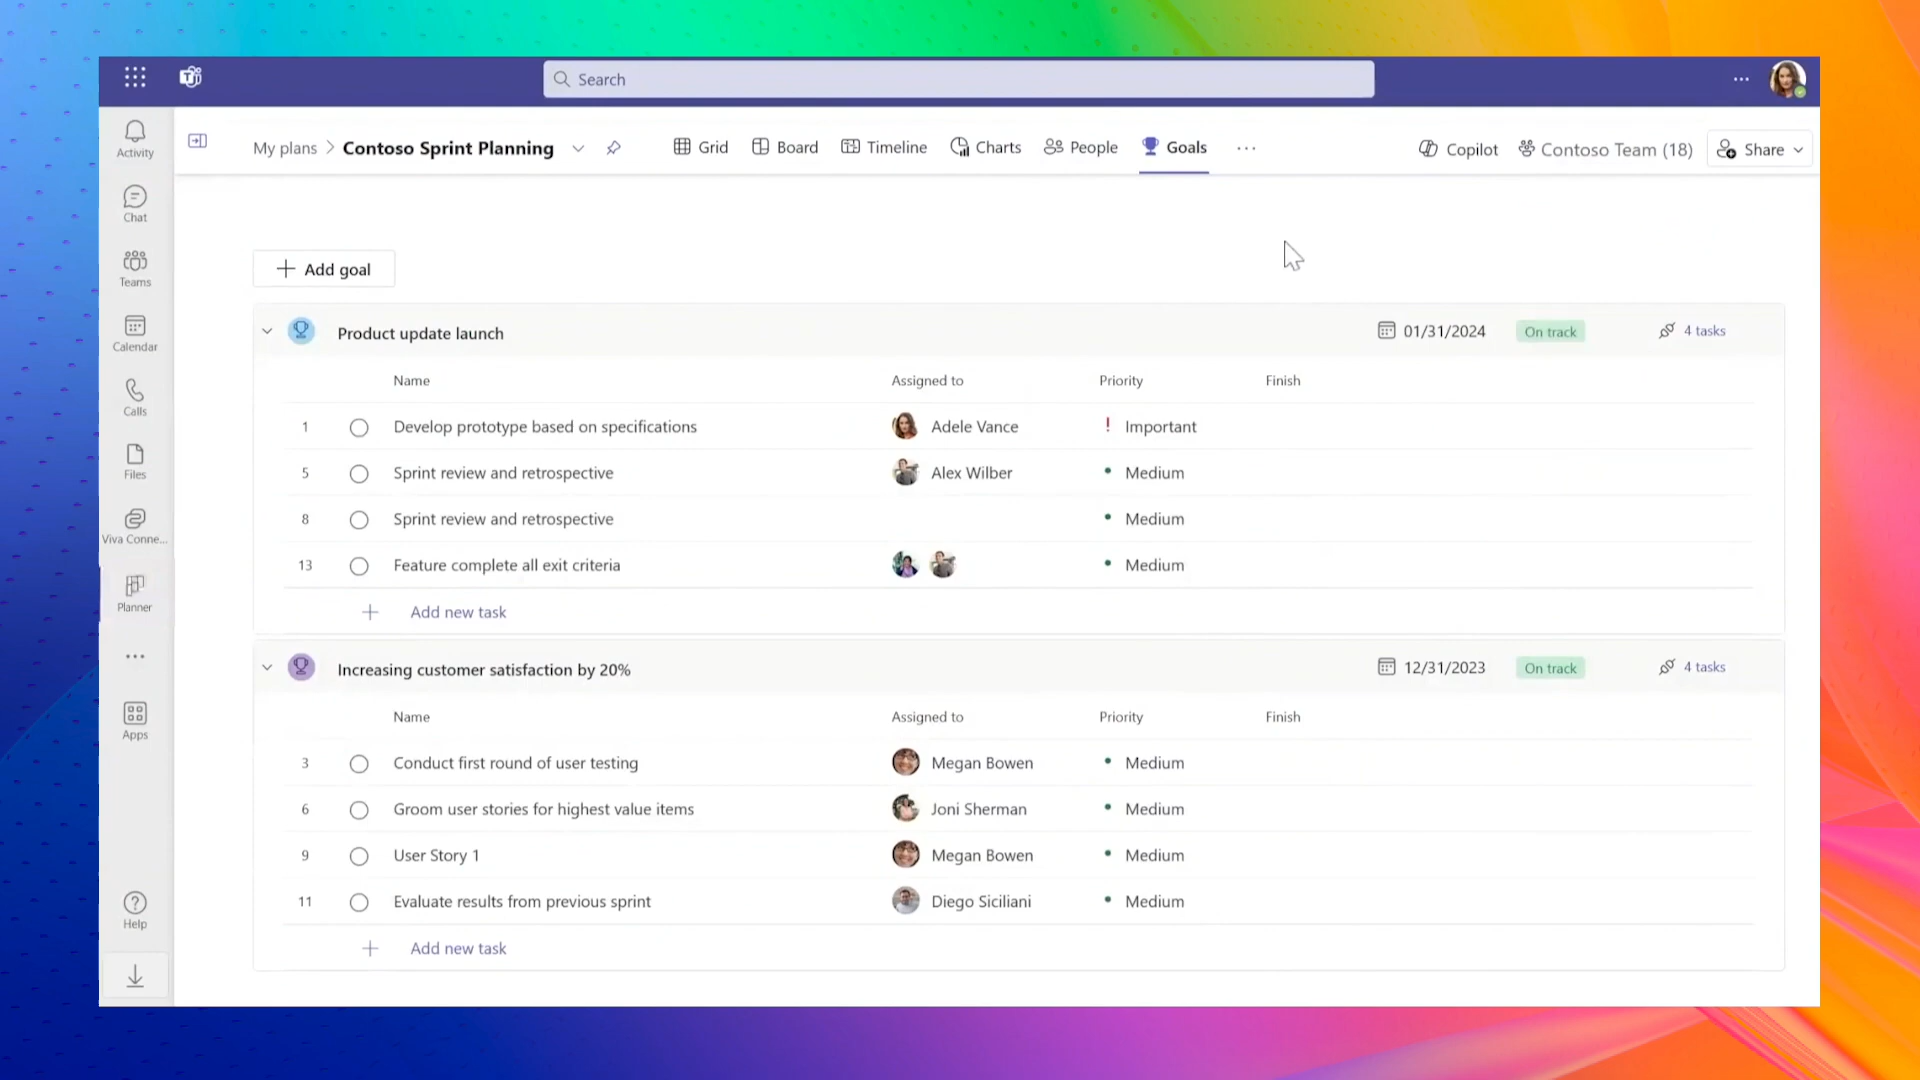 Search
Activity
Chat
Teams
Calendar
Calls
Files
Viva Conne...
Planner
Apps
Help
My plans > Contoso Sprint Planning
Grid Board Timeline Charts People Goals ...
Copilot Contoso Team (18) Share
+ Add goal
Product update launch 01/31/2024 On track 4 tasks
Name Assigned to Priority Finish
1 Develop prototype based on specifications Adele Vance ! Important
5 Sprint review and retrospective Alex Wilber • Medium
8 Sprint review and retrospective • Medium
13 Feature complete all exit criteria • Medium
+ Add new task
Increasing customer satisfaction by 20% 12/31/2023 On track 4 tasks
Name Assigned to Priority Finish
3 Conduct first round of user testing Megan Bowen • Medium
6 Groom user stories for highest value items Joni Sherman • Medium
9 User Story 1 Megan Bowen • Medium
11 Evaluate results from previous sprint Diego Siciliani • Medium
+ Add new task